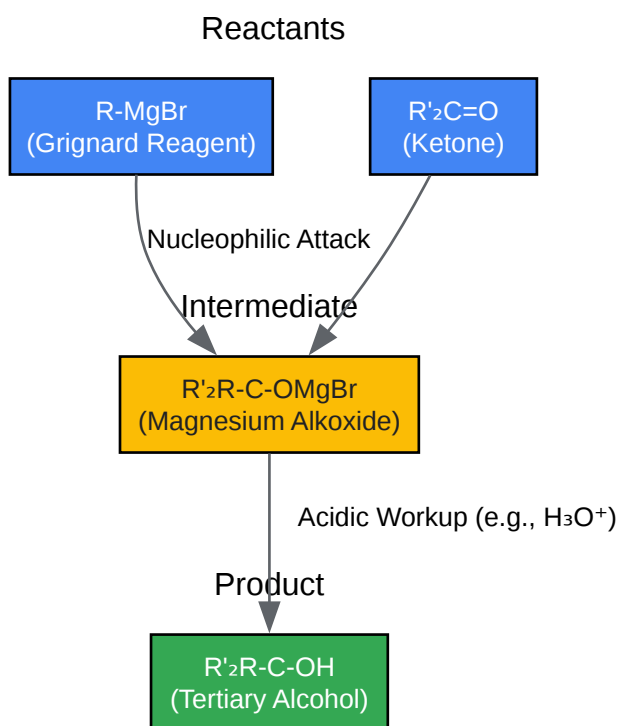 Reactants
R-MgBr
(Grignard Reagent)
R'₂C=O
(Ketone)
Nucleophilic Attack
Intermediate
R'₂R-C-OMgBr
(Magnesium Alkoxide)
Acidic Workup (e.g., H₃O⁺)
Product
R'₂R-C-OH
(Tertiary Alcohol)